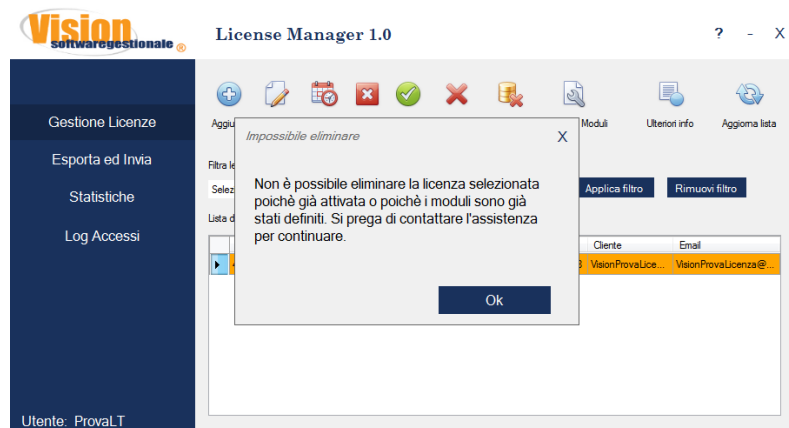 Vision
softwaregestionale ®
License Manager 1.0
? - X
Gestione Licenze
Esporta ed Invia
Statistiche
Log Accessi
Utente: ProvaLT
Moduli
Ulteriori info
Aggiorna lista
Impossibile eliminare
X
Non è possibile eliminare la licenza selezionata
poichè già attivata o poichè i moduli sono già
stati definiti. Si prega di contattare l'assistenza
per continuare.
Ok
Applica filtro
Rimuovi filtro
Cliente
Email
VisionProvaLice...
VisionProvaLicenza@...